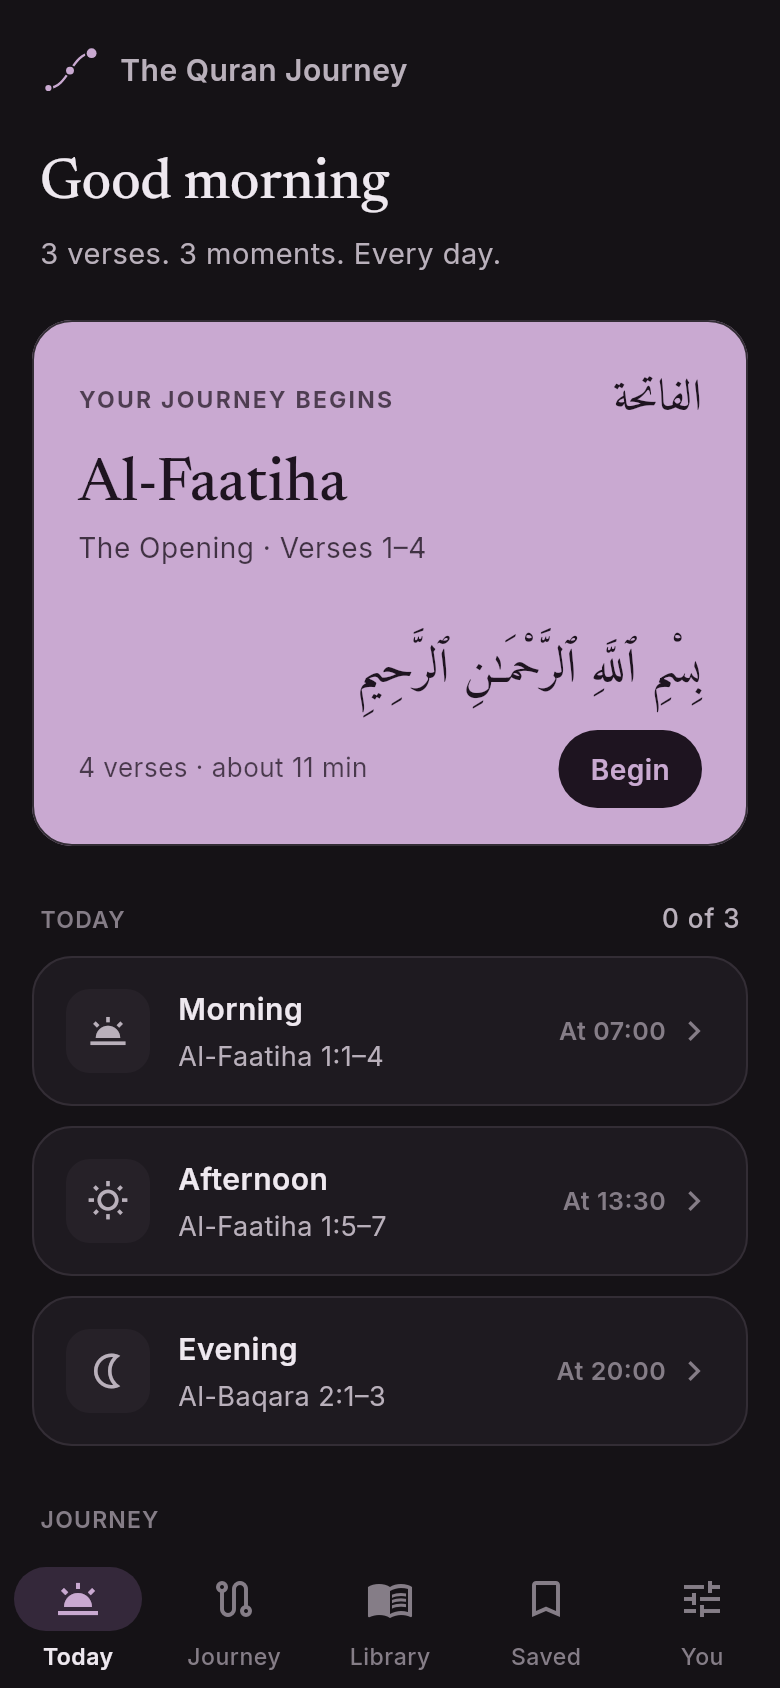 The Quran Journey
Good morning
3 verses. 3 moments. Every day.
YOUR JOURNEY BEGINS
الفاتحة
Al-Faatiha
The Opening · Verses 1–4
بِسْمِ ٱللَّهِ ٱلرَّحْمَـٰنِ ٱلرَّحِيمِ
4 verses · about 11 min
Begin
TODAY
0 of 3
Morning
Al-Faatiha 1:1–4
At 07:00
Afternoon
Al-Faatiha 1:5–7
At 13:30
Evening
Al-Baqara 2:1–3
At 20:00
JOURNEY
Today
Journey
Library
Saved
You